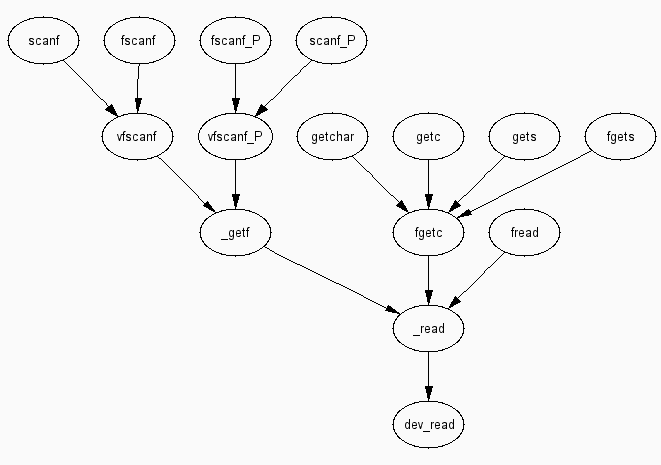 scanf
fscanf
fscanf_P
scanf_P
vfscanf
vfscanf_P
getchar
getc
gets
fgets
_getf
fgetc
fread
_read
dev_read